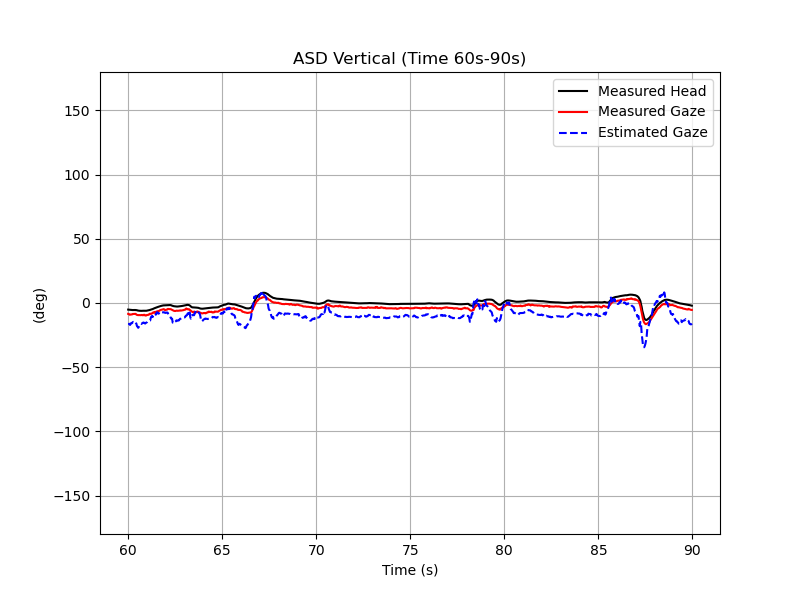 ASD Vertical (Time 60s-90s)
Measured Head
Measured Gaze
Estimated Gaze
150
100
50
0
−50
−100
−150
(deg)
60 65 70 75 80 85 90
Time (s)